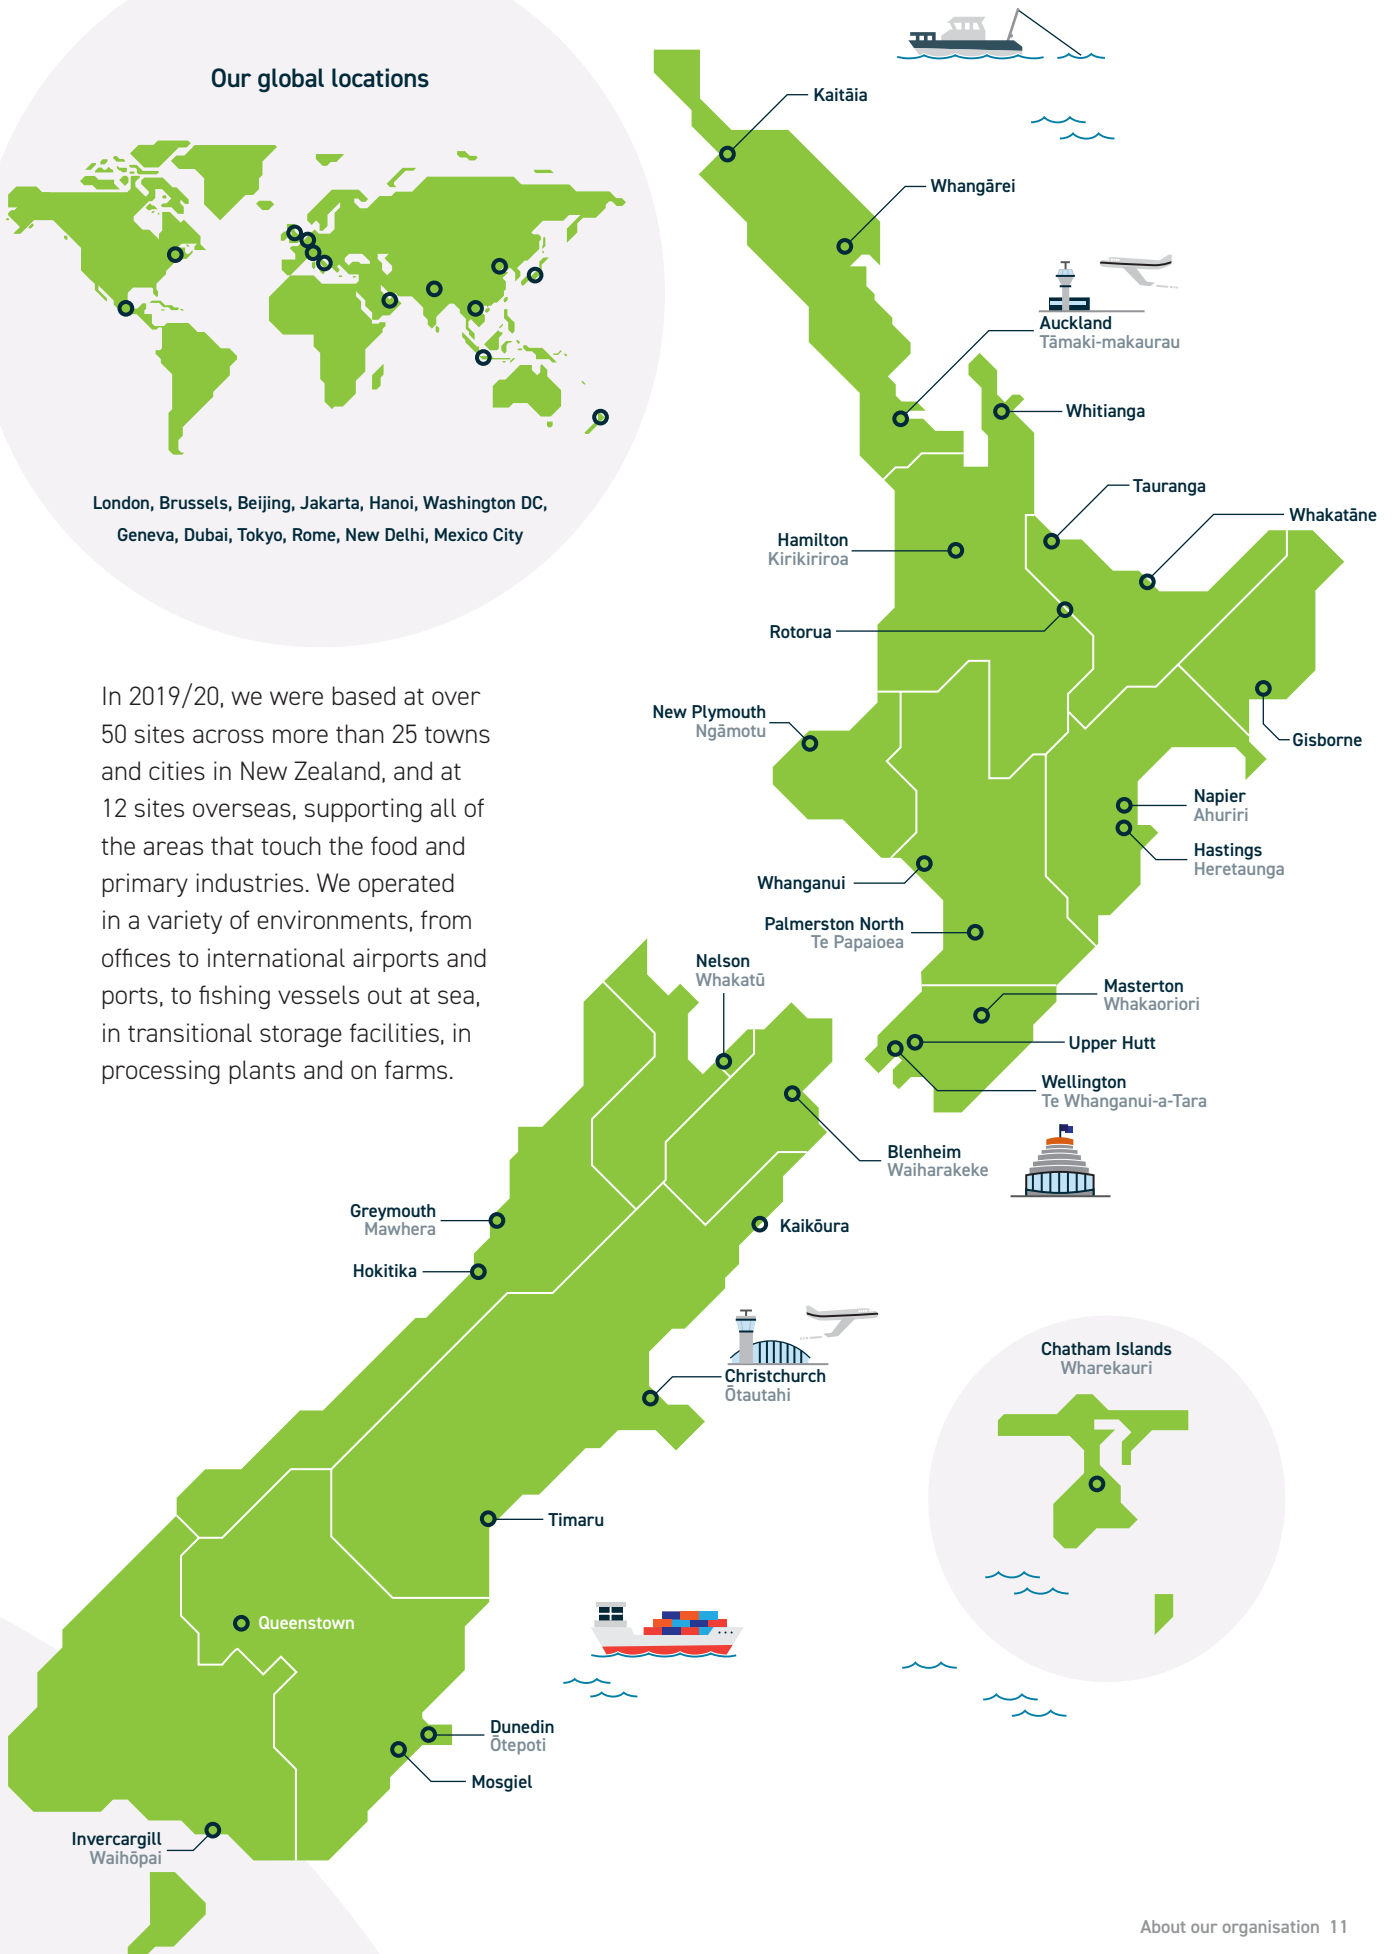 Our global locations
London, Brussels, Beijing, Jakarta, Hanoi, Washington DC,
Geneva, Dubai, Tokyo, Rome, New Delhi, Mexico City
In 2019/20, we were based at over
50 sites across more than 25 towns
and cities in New Zealand, and at
12 sites overseas, supporting all of
the areas that touch the food and
primary industries. We operated
in a variety of environments, from
offices to international airports and
ports, to fishing vessels out at sea,
in transitional storage facilities, in
processing plants and on farms.
Kaitāia
Whangārei
Auckland
Tāmaki-makaurau
Whitianga
Tauranga
Whakatāne
Hamilton
Kirikiriroa
Rotorua
New Plymouth
Ngāmotu
Gisborne
Napier
Ahuriri
Hastings
Heretaunga
Whanganui
Palmerston North
Te Papaioea
Nelson
Whakatū
Masterton
Whakaoriori
Upper Hutt
Wellington
Te Whanganui-a-Tara
Blenheim
Waiharakeke
Greymouth
Mawhera
Kaikōura
Hokitika
Christchurch
Ōtautahi
Chatham Islands
Wharekauri
Timaru
Queenstown
Dunedin
Ōtepoti
Mosgiel
Invercargill
Waihōpai
About our organisation 11